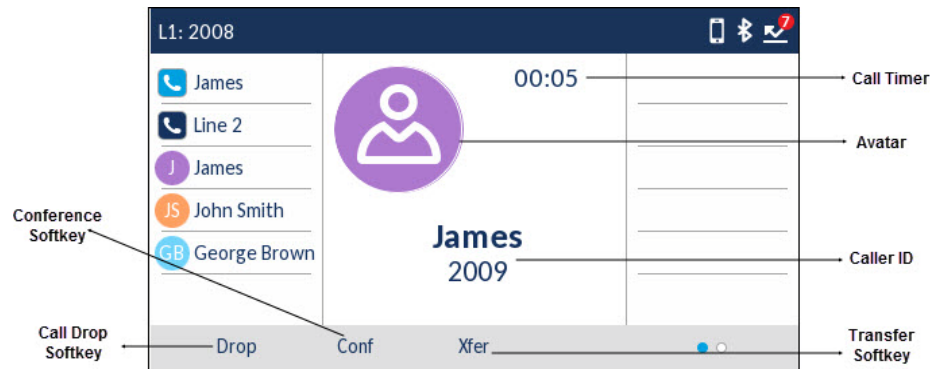 L1: 2008
7
James
00:05
Call Timer
Line 2
Avatar
J
James
JS
John Smith
Conference
Softkey
James
GB
George Brown
2009
Caller ID
Call Drop
Softkey
Drop
Conf
Xfer
Transfer
Softkey